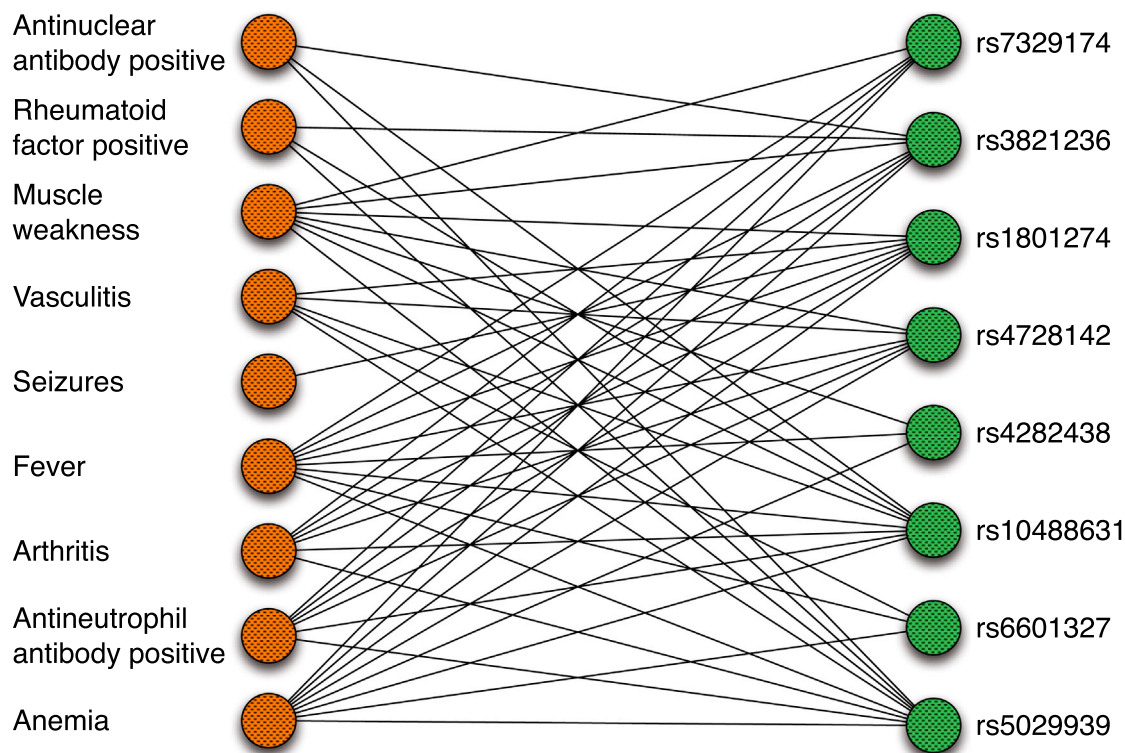 Antinuclear
antibody positive
Rheumatoid
factor positive
Muscle
weakness
Vasculitis
Seizures
Fever
Arthritis
Antineutrophil
antibody positive
Anemia
rs7329174
rs3821236
rs1801274
rs4728142
rs4282438
rs10488631
rs6601327
rs5029939